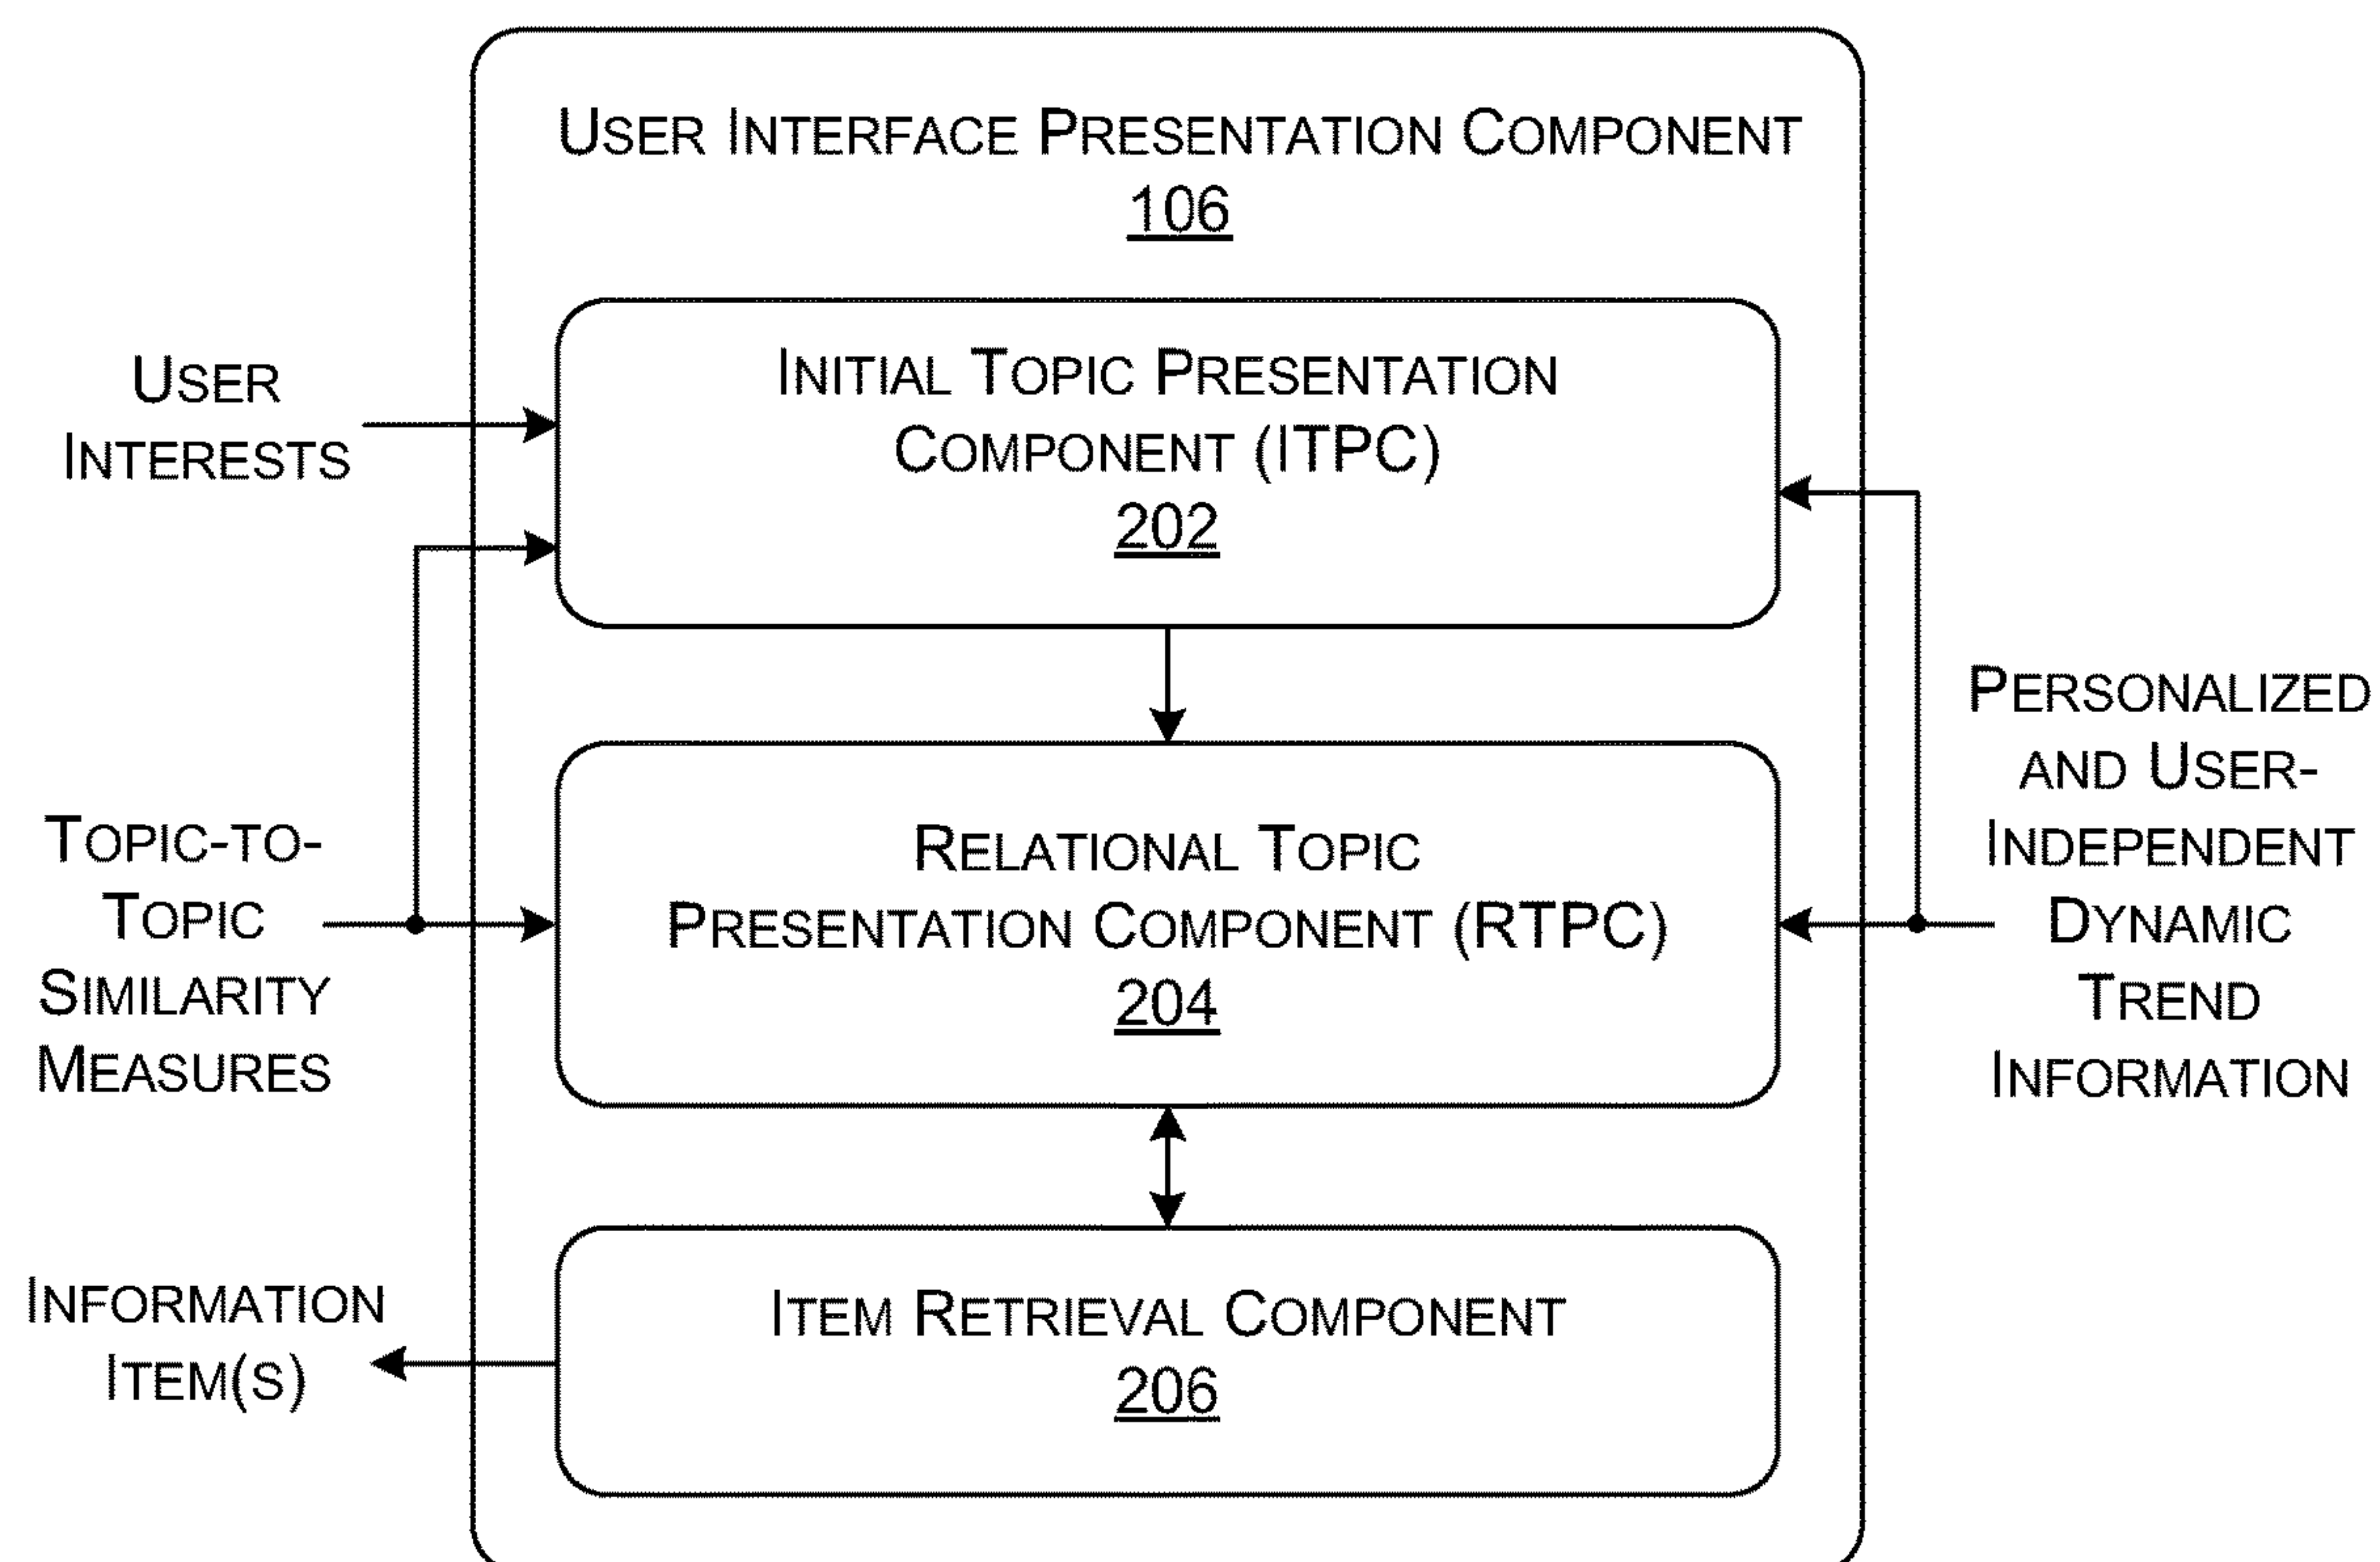 USER INTERFACE PRESENTATION COMPONENT
106
USER
INTERESTS
INITIAL TOPIC PRESENTATION
COMPONENT (ITPC)
202
TOPIC-TO-
TOPIC
SIMILARITY
MEASURES
RELATIONAL TOPIC
PRESENTATION COMPONENT (RTPC)
204
PERSONALIZED
AND USER-
INDEPENDENT
DYNAMIC
TREND
INFORMATION
INFORMATION
ITEM(S)
ITEM RETRIEVAL COMPONENT
206